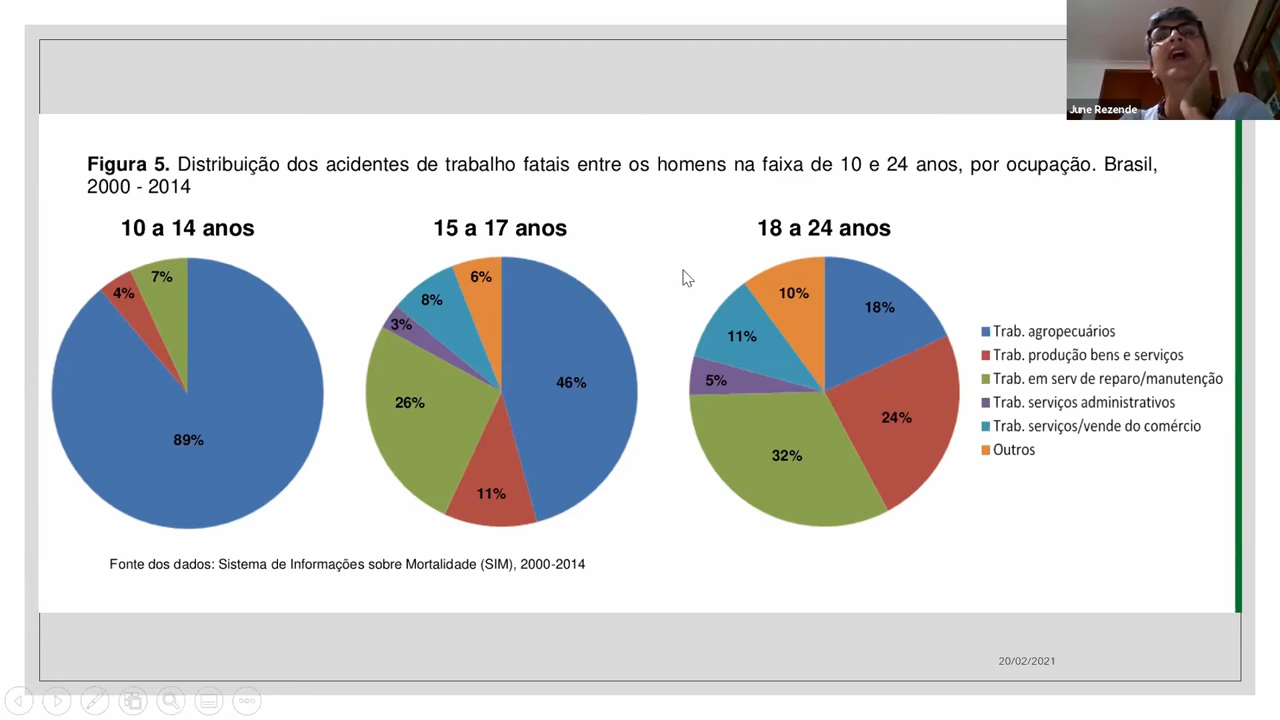 June Rezende
Figura 5. Distribuição dos acidentes de trabalho fatais entre os homens na faixa de 10 e 24 anos, por ocupação. Brasil,
2000 - 2014
10 a 14 anos
15 a 17 anos
18 a 24 anos
7%
4%
89%
6%
8%
3%
46%
26%
11%
10%
18%
11%
5%
24%
32%
Trab. agropecuários
Trab. produção bens e serviços
Trab. em serv de reparo/manutenção
Trab. serviços administrativos
Trab. serviços/vende do comércio
Outros
Fonte dos dados: Sistema de Informações sobre Mortalidade (SIM), 2000-2014
20/02/2021